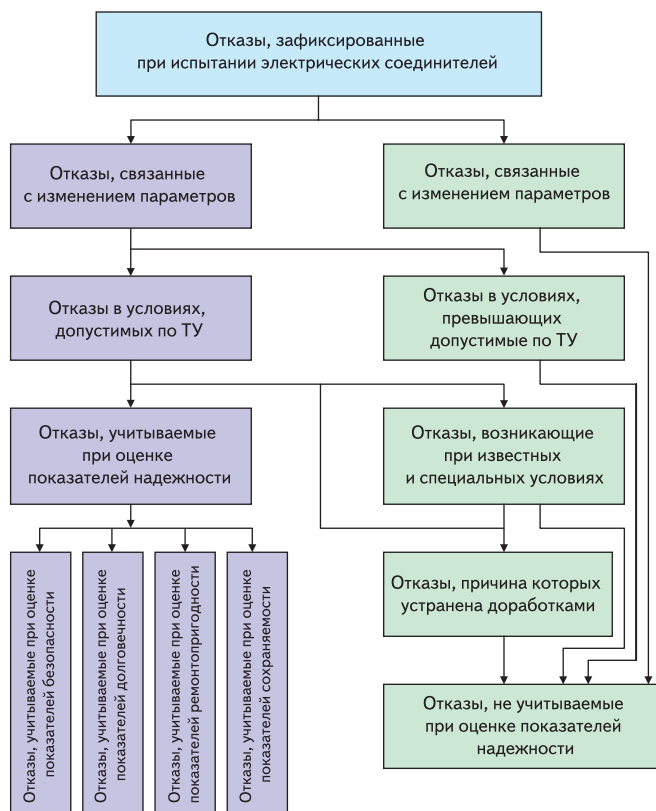 Отказы, зафиксированные
при испытании электрических соединителей
Отказы, связанные
с изменением параметров
Отказы, связанные
с изменением параметров
Отказы в условиях,
допустимых по ТУ
Отказы в условиях,
превышающих
допустимые по ТУ
Отказы, учитываемые
при оценке
показателей надежности
Отказы, возникающие
при известных
и специальных условиях
Отказы, учитываемые при оценке
показателей безопасности
Отказы, учитываемые при оценке
показателей долговечности
Отказы, учитываемые при оценке
показателей ремонтопригодности
Отказы, учитываемые при оценке
показателей сохраняемости
Отказы, причина которых
устранена доработками
Отказы, не учитываемые
при оценке показателей
надежности